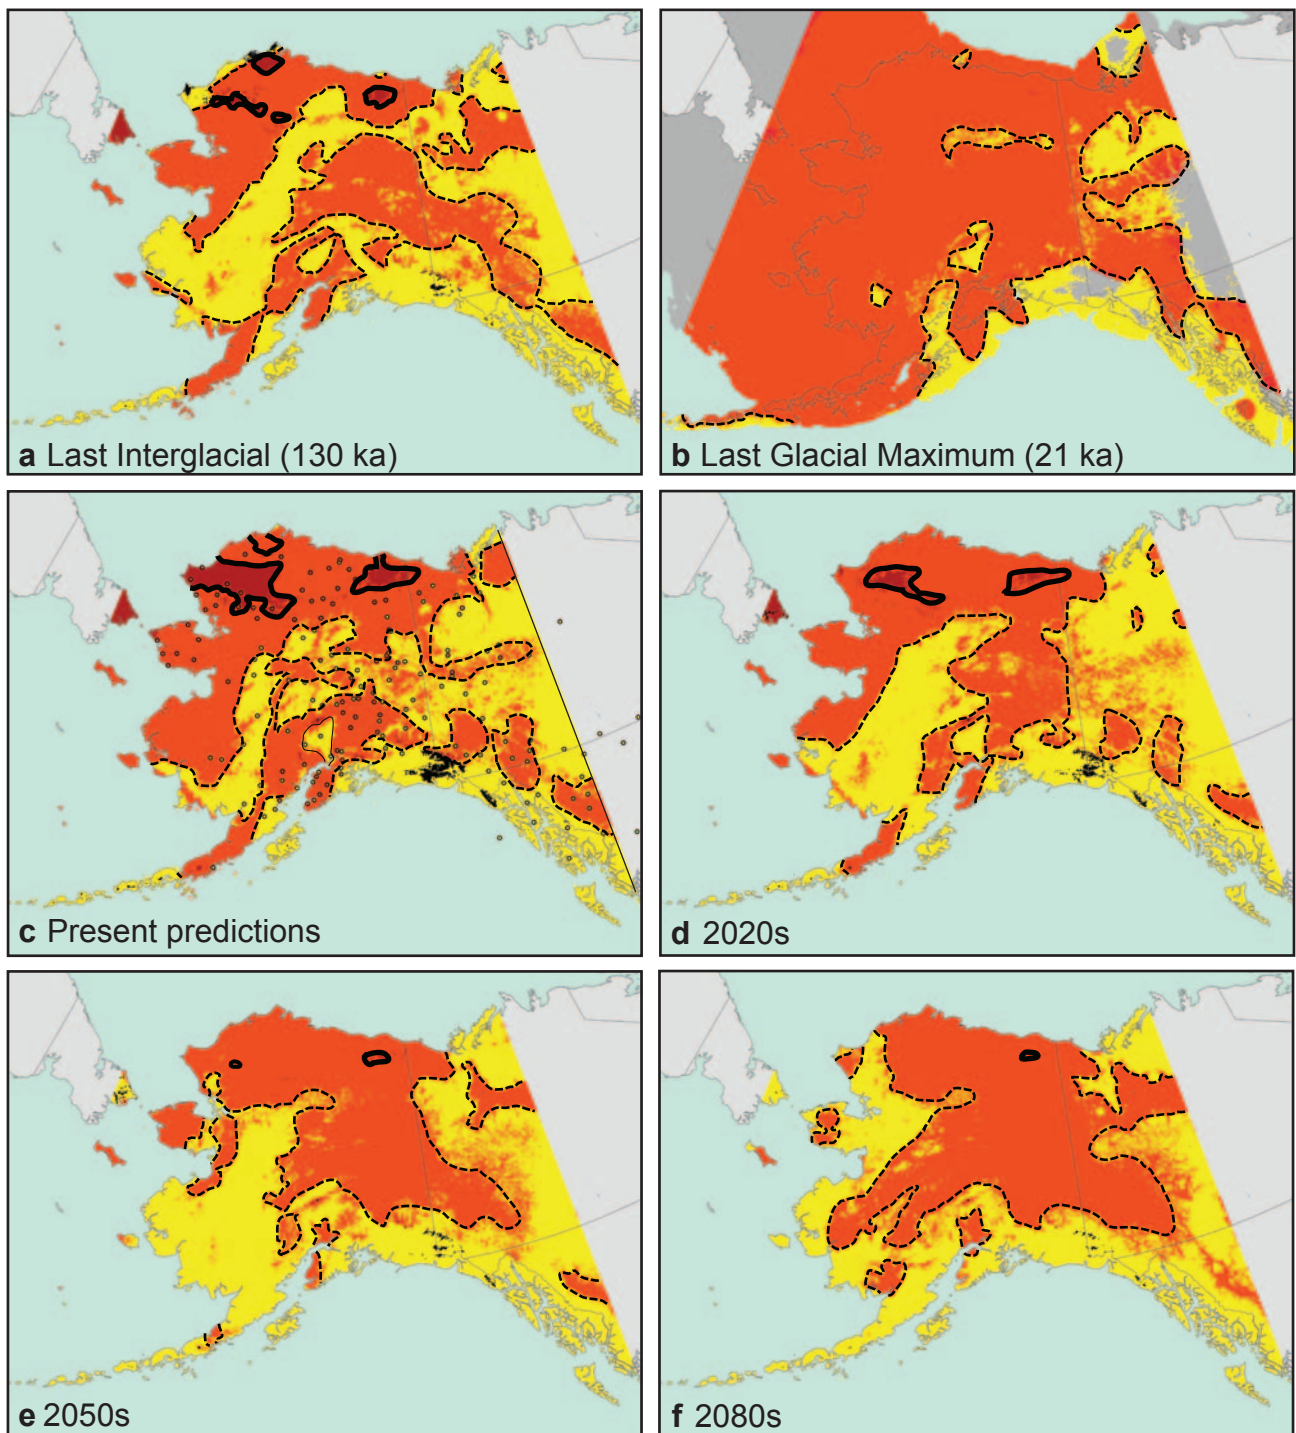 a Last Interglacial (130 ka)
b Last Glacial Maximum (21 ka)
c Present predictions
d 2020s
e 2050s
f 2080s